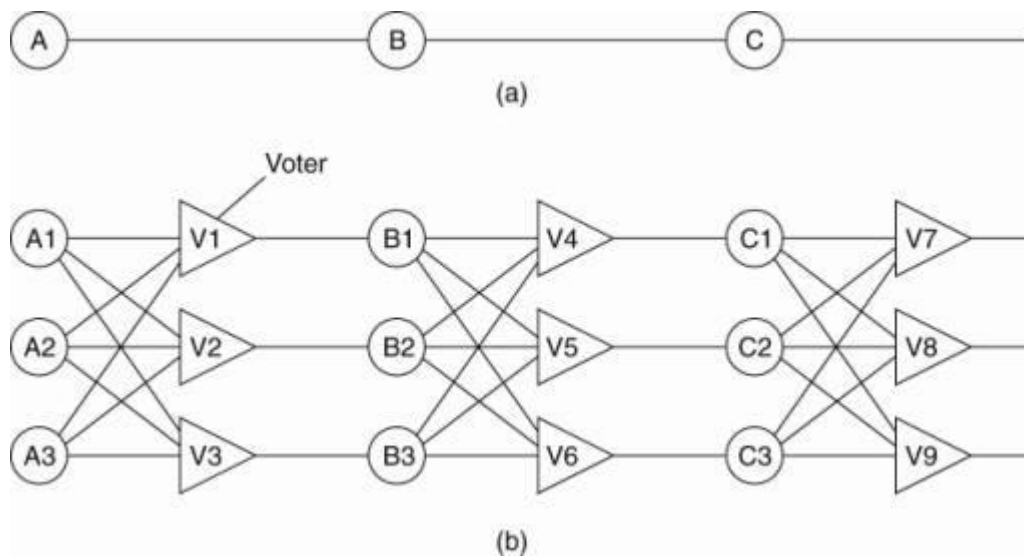 A B C
(a)
Voter
A1 V1 B1 V4 C1 V7
A2 V2 B2 V5 C2 V8
A3 V3 B3 V6 C3 V9
(b)